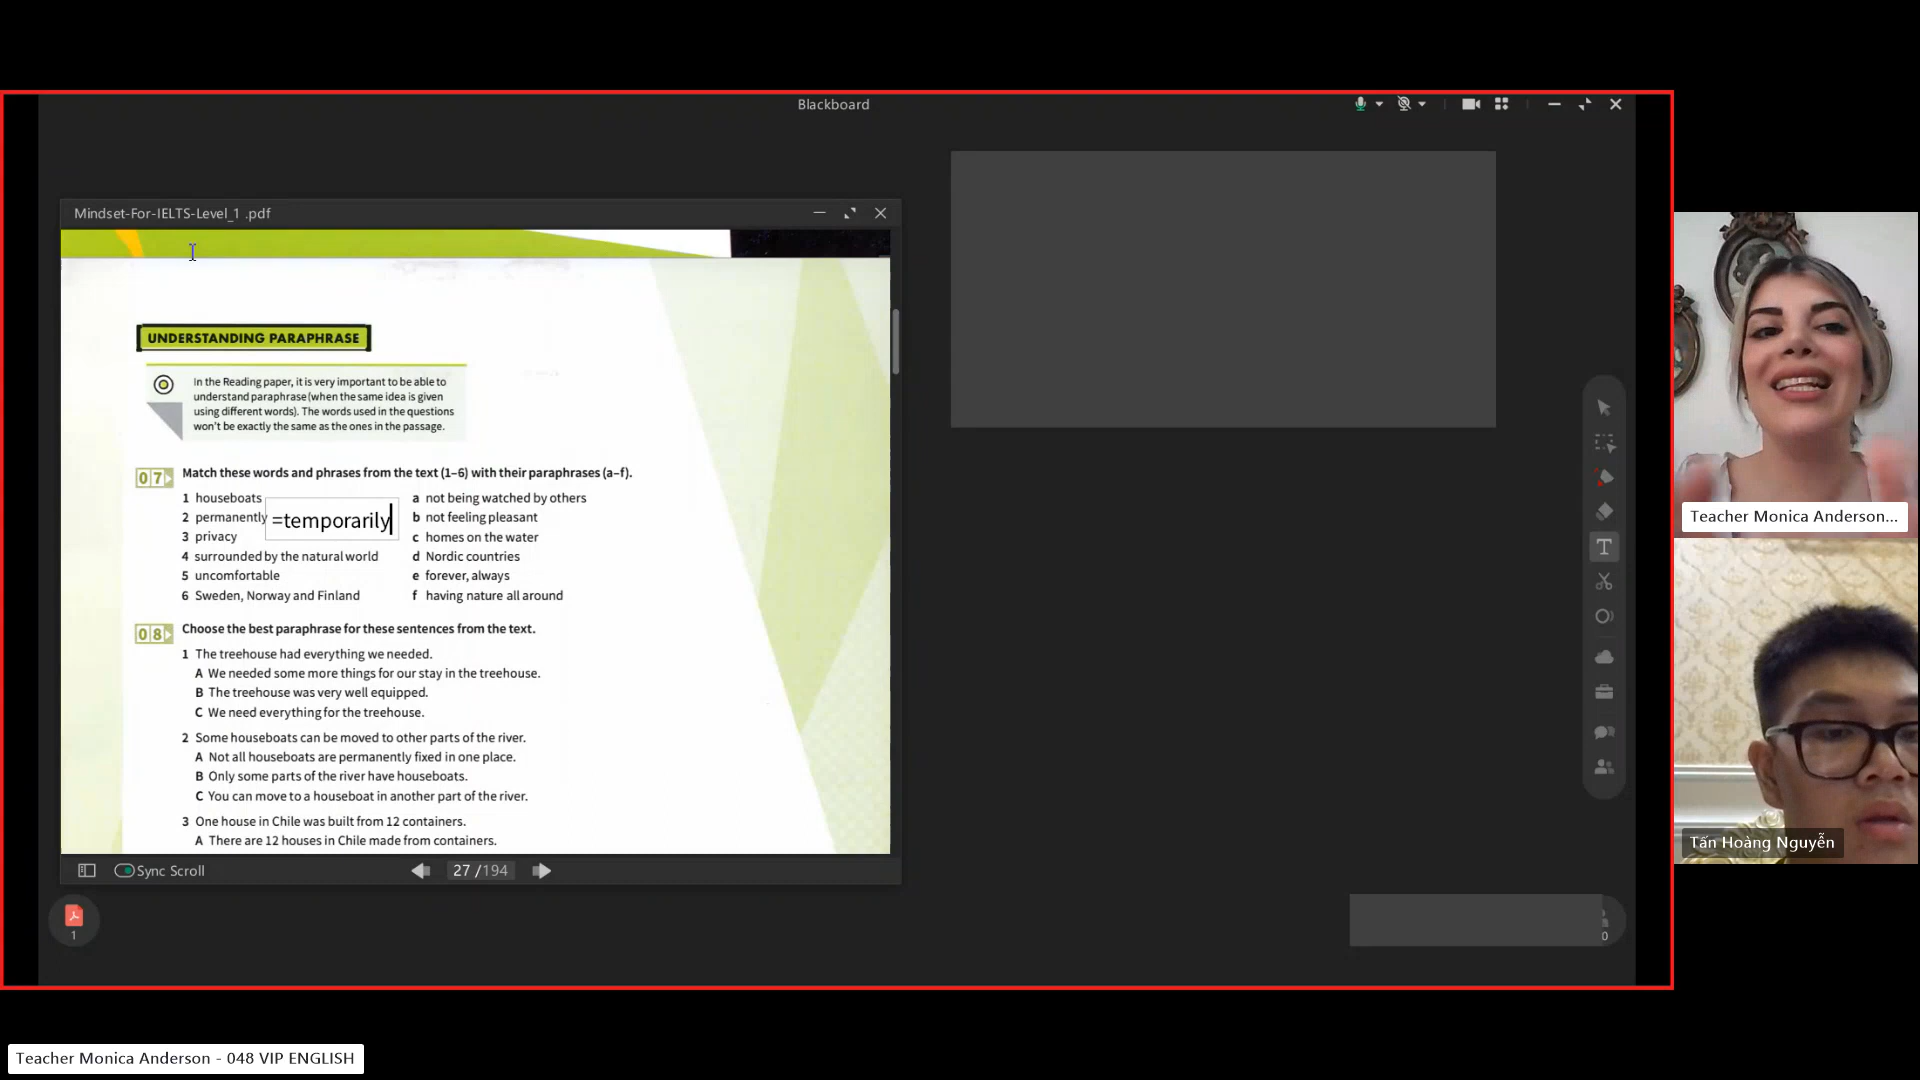 Blackboard
Mindset-For-IELTS-Level_1 .pdf
UNDERSTANDING PARAPHRASE
In the Reading paper, it is very important to be able to
understand paraphrase (when the same idea is given
using different words). The words used in the questions
won't be exactly the same as the ones in the passage.
07 Match these words and phrases from the text (1–6) with their paraphrases (a–f).
1 houseboats
2 permanently =temporarily
3 privacy
4 surrounded by the natural world
5 uncomfortable
6 Sweden, Norway and Finland
a not being watched by others
b not feeling pleasant
c homes on the water
d Nordic countries
e forever, always
f having nature all around
08 Choose the best paraphrase for these sentences from the text.
1 The treehouse had everything we needed.
A We needed some more things for our stay in the treehouse.
B The treehouse was very well equipped.
C We need everything for the treehouse.
2 Some houseboats can be moved to other parts of the river.
A Not all houseboats are permanently fixed in one place.
B Only some parts of the river have houseboats.
C You can move to a houseboat in another part of the river.
3 One house in Chile was built from 12 containers.
A There are 12 houses in Chile made from containers.
Sync Scroll
27 /194
1
0
T
Teacher Monica Anderson...
Tấn Hoàng Nguyễn
Teacher Monica Anderson - 048 VIP ENGLISH